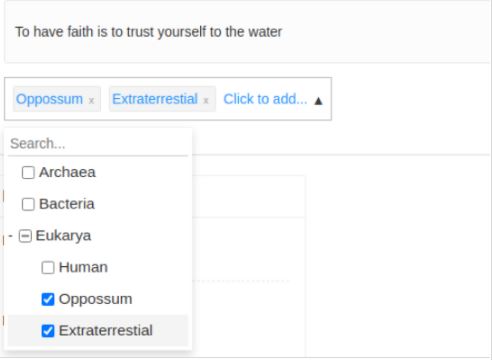 To have faith is to trust yourself to the water
Oppossum x Extraterrestial x Click to add... ▲
Search...
Archaea
Bacteria
- Eukarya
Human
Oppossum
Extraterrestial